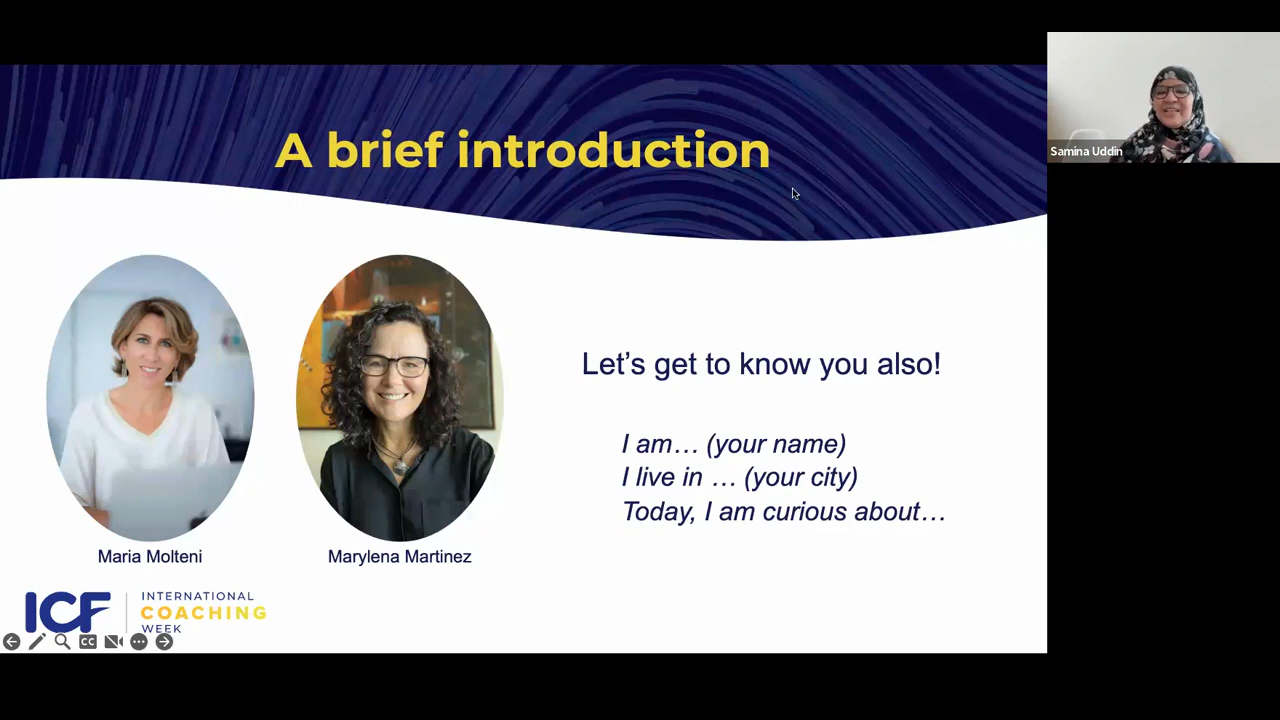 A brief introduction
Samina Uddin
Let's get to know you also!
I am… (your name)
I live in … (your city)
Today, I am curious about…
Maria Molteni
Marylena Martinez
ICF
INTERNATIONAL
COACHING
WEEK
CC